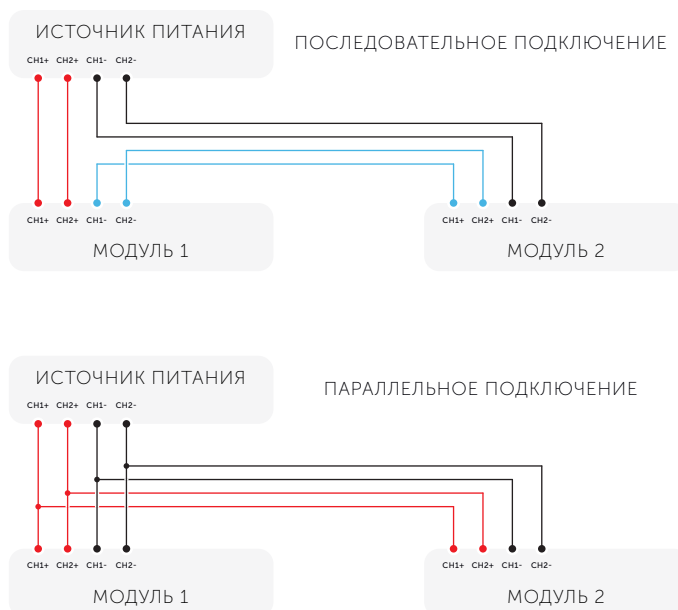 ИСТОЧНИК ПИТАНИЯ
ПОСЛЕДОВАТЕЛЬНОЕ ПОДКЛЮЧЕНИЕ
CH1+ CH2+ CH1- CH2-
CH1+ CH2+ CH1- CH2-
CH1+ CH2+ CH1- CH2-
МОДУЛЬ 1
МОДУЛЬ 2
ИСТОЧНИК ПИТАНИЯ
ПАРАЛЛЕЛЬНОЕ ПОДКЛЮЧЕНИЕ
CH1+ CH2+ CH1- CH2-
CH1+ CH2+ CH1- CH2-
CH1+ CH2+ CH1- CH2-
МОДУЛЬ 1
МОДУЛЬ 2